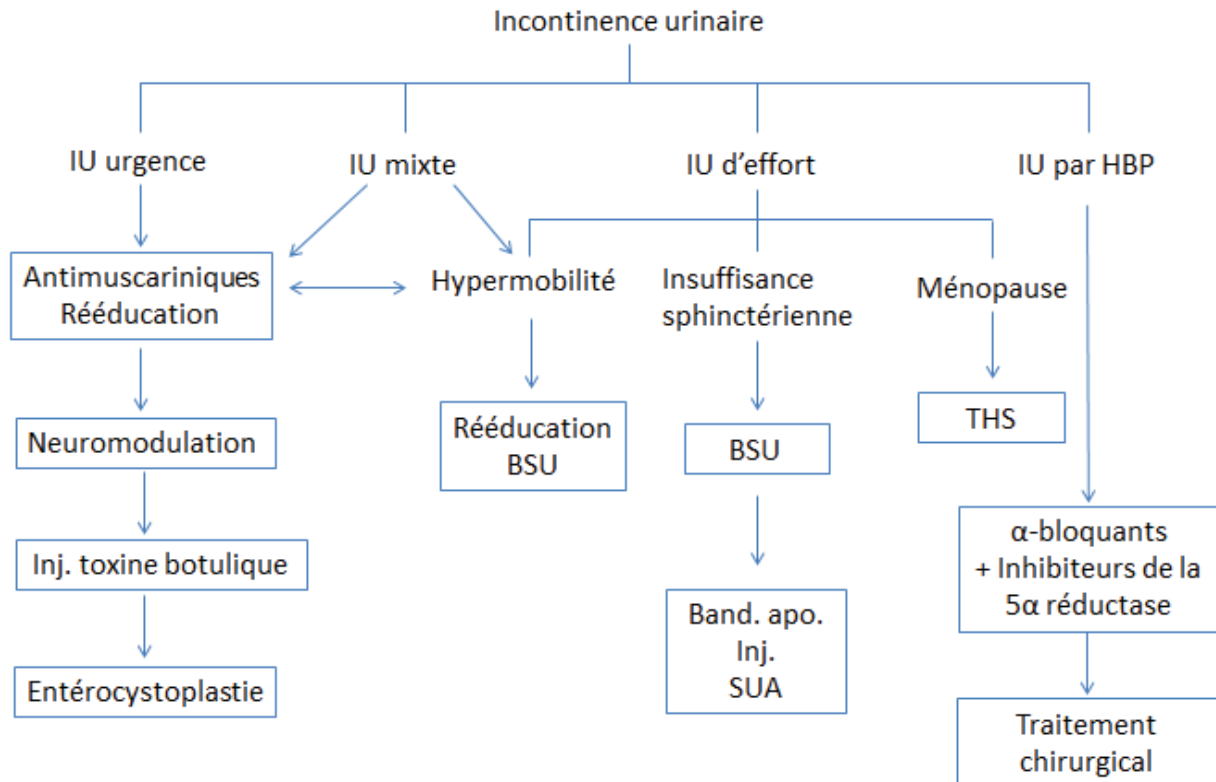 Incontinence urinaire
IU urgence
IU mixte
IU d'effort
IU par HBP
Antimuscariniques
Rééducation
Hypermobilité
Insuffisance
sphinctérienne
Ménopause
Neuromodulation
Rééducation
BSU
BSU
THS
Inj. toxine botulique
α-bloquants
+ Inhibiteurs de la
5α réductase
Entérocystoplastie
Band. apo.
Inj.
SUA
Traitement
chirurgical